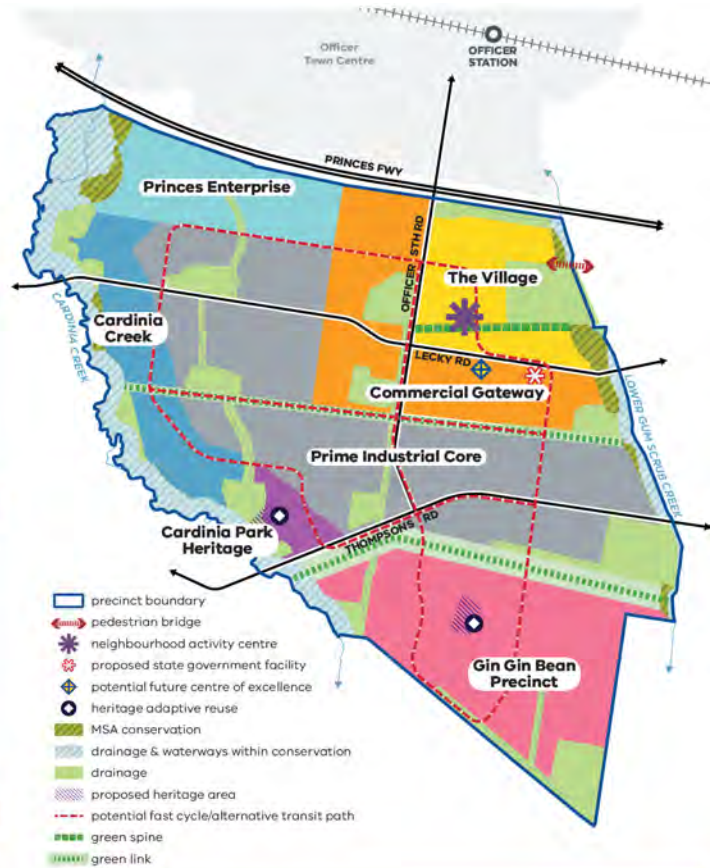 Officer
Town Centre
OFFICER
STATION
PRINCES FWY
Princes Enterprise
OFFICER STH RD
The Village
Cardinia
Creek
CARDINIA CREEK
LECKY RD
Commercial Gateway
LOWER GUM SCRUB CREEK
Prime Industrial Core
Cardinia Park
Heritage
THOMPSONS RD
Gin Gin Bean
Precinct
precinct boundary
pedestrian bridge
neighbourhood activity centre
proposed state government facility
potential future centre of excellence
heritage adaptive reuse
MSA conservation
drainage & waterways within conservation
drainage
proposed heritage area
potential fast cycle/alternative transit path
green spine
green link